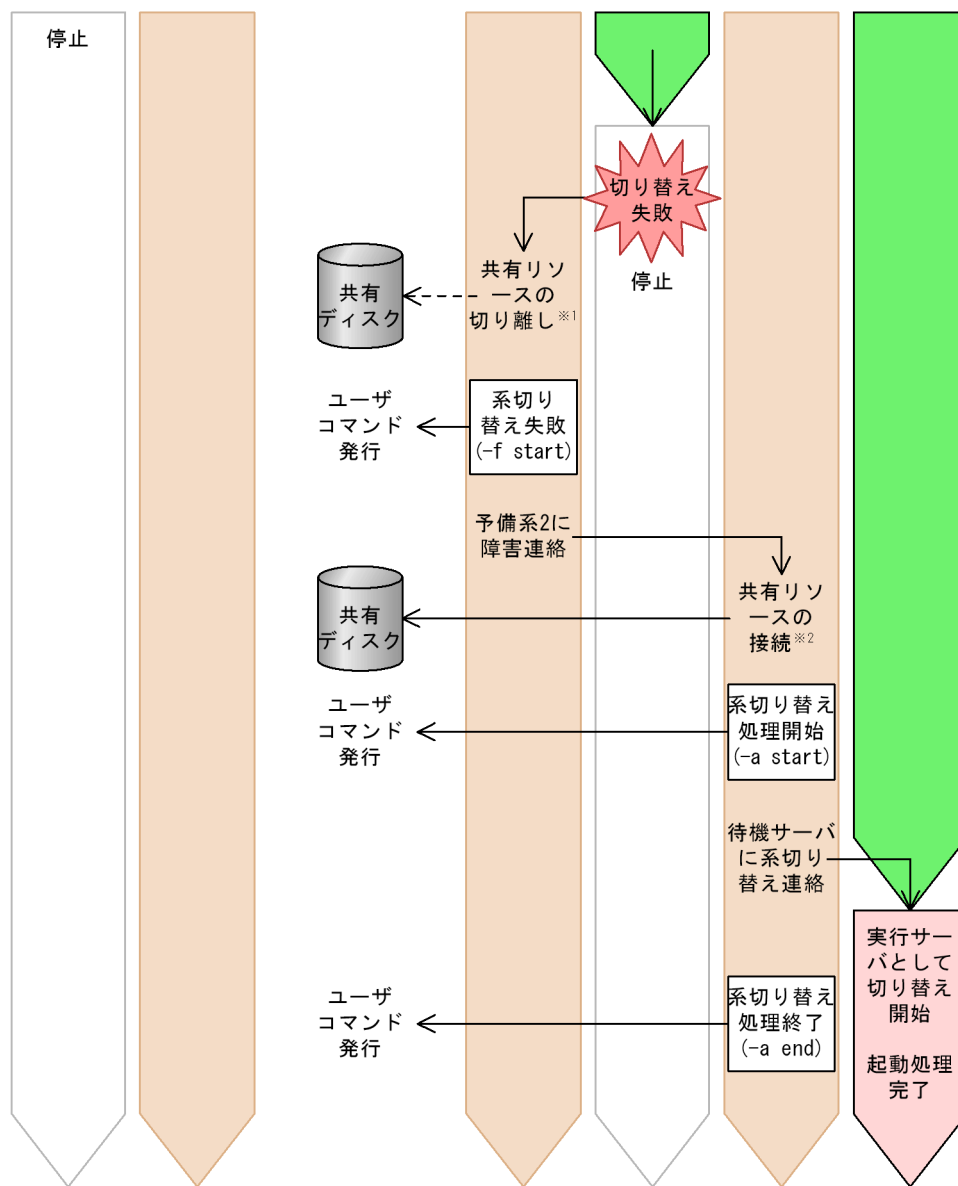 停止
切り替え
失敗
停止
共有リソ
ースの
切り離し※1
共有
ディスク
ユーザ
コマンド
発行
系切り
替え失敗
(-f start)
予備系2に
障害連絡
共有リソ
ースの
接続※2
共有
ディスク
ユーザ
コマンド
発行
系切り替え
処理開始
(-a start)
待機サーバ
に系切り
替え連絡
実行サー
バとして
切り替え
開始
起動処理
完了
ユーザ
コマンド
発行
系切り替え
処理終了
(-a end)